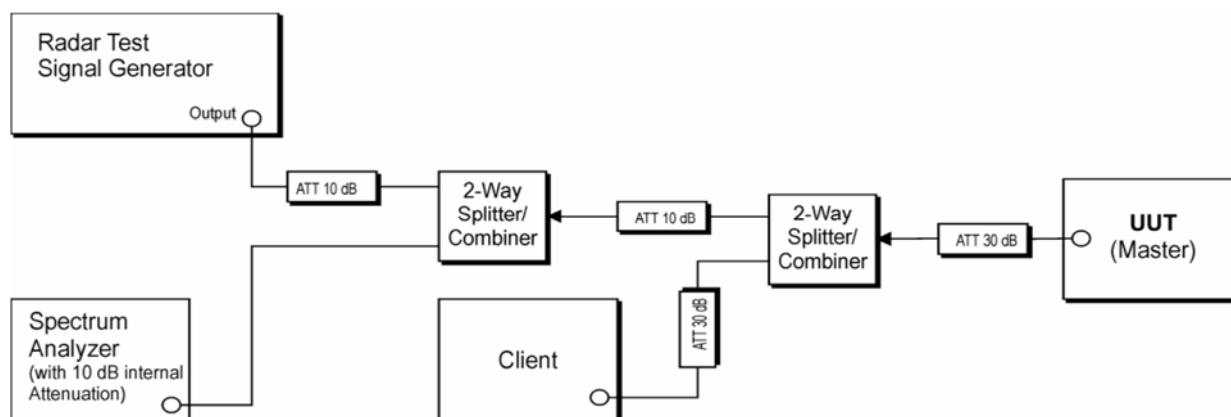 Radar Test
Signal Generator
Output
ATT 10 dB
2-Way
Splitter/
Combiner
ATT 10 dB
2-Way
Splitter/
Combiner
ATT 30 dB
UUT
(Master)
Spectrum
Analyzer
(with 10 dB internal
Attenuation)
Client
ATT 30 dB